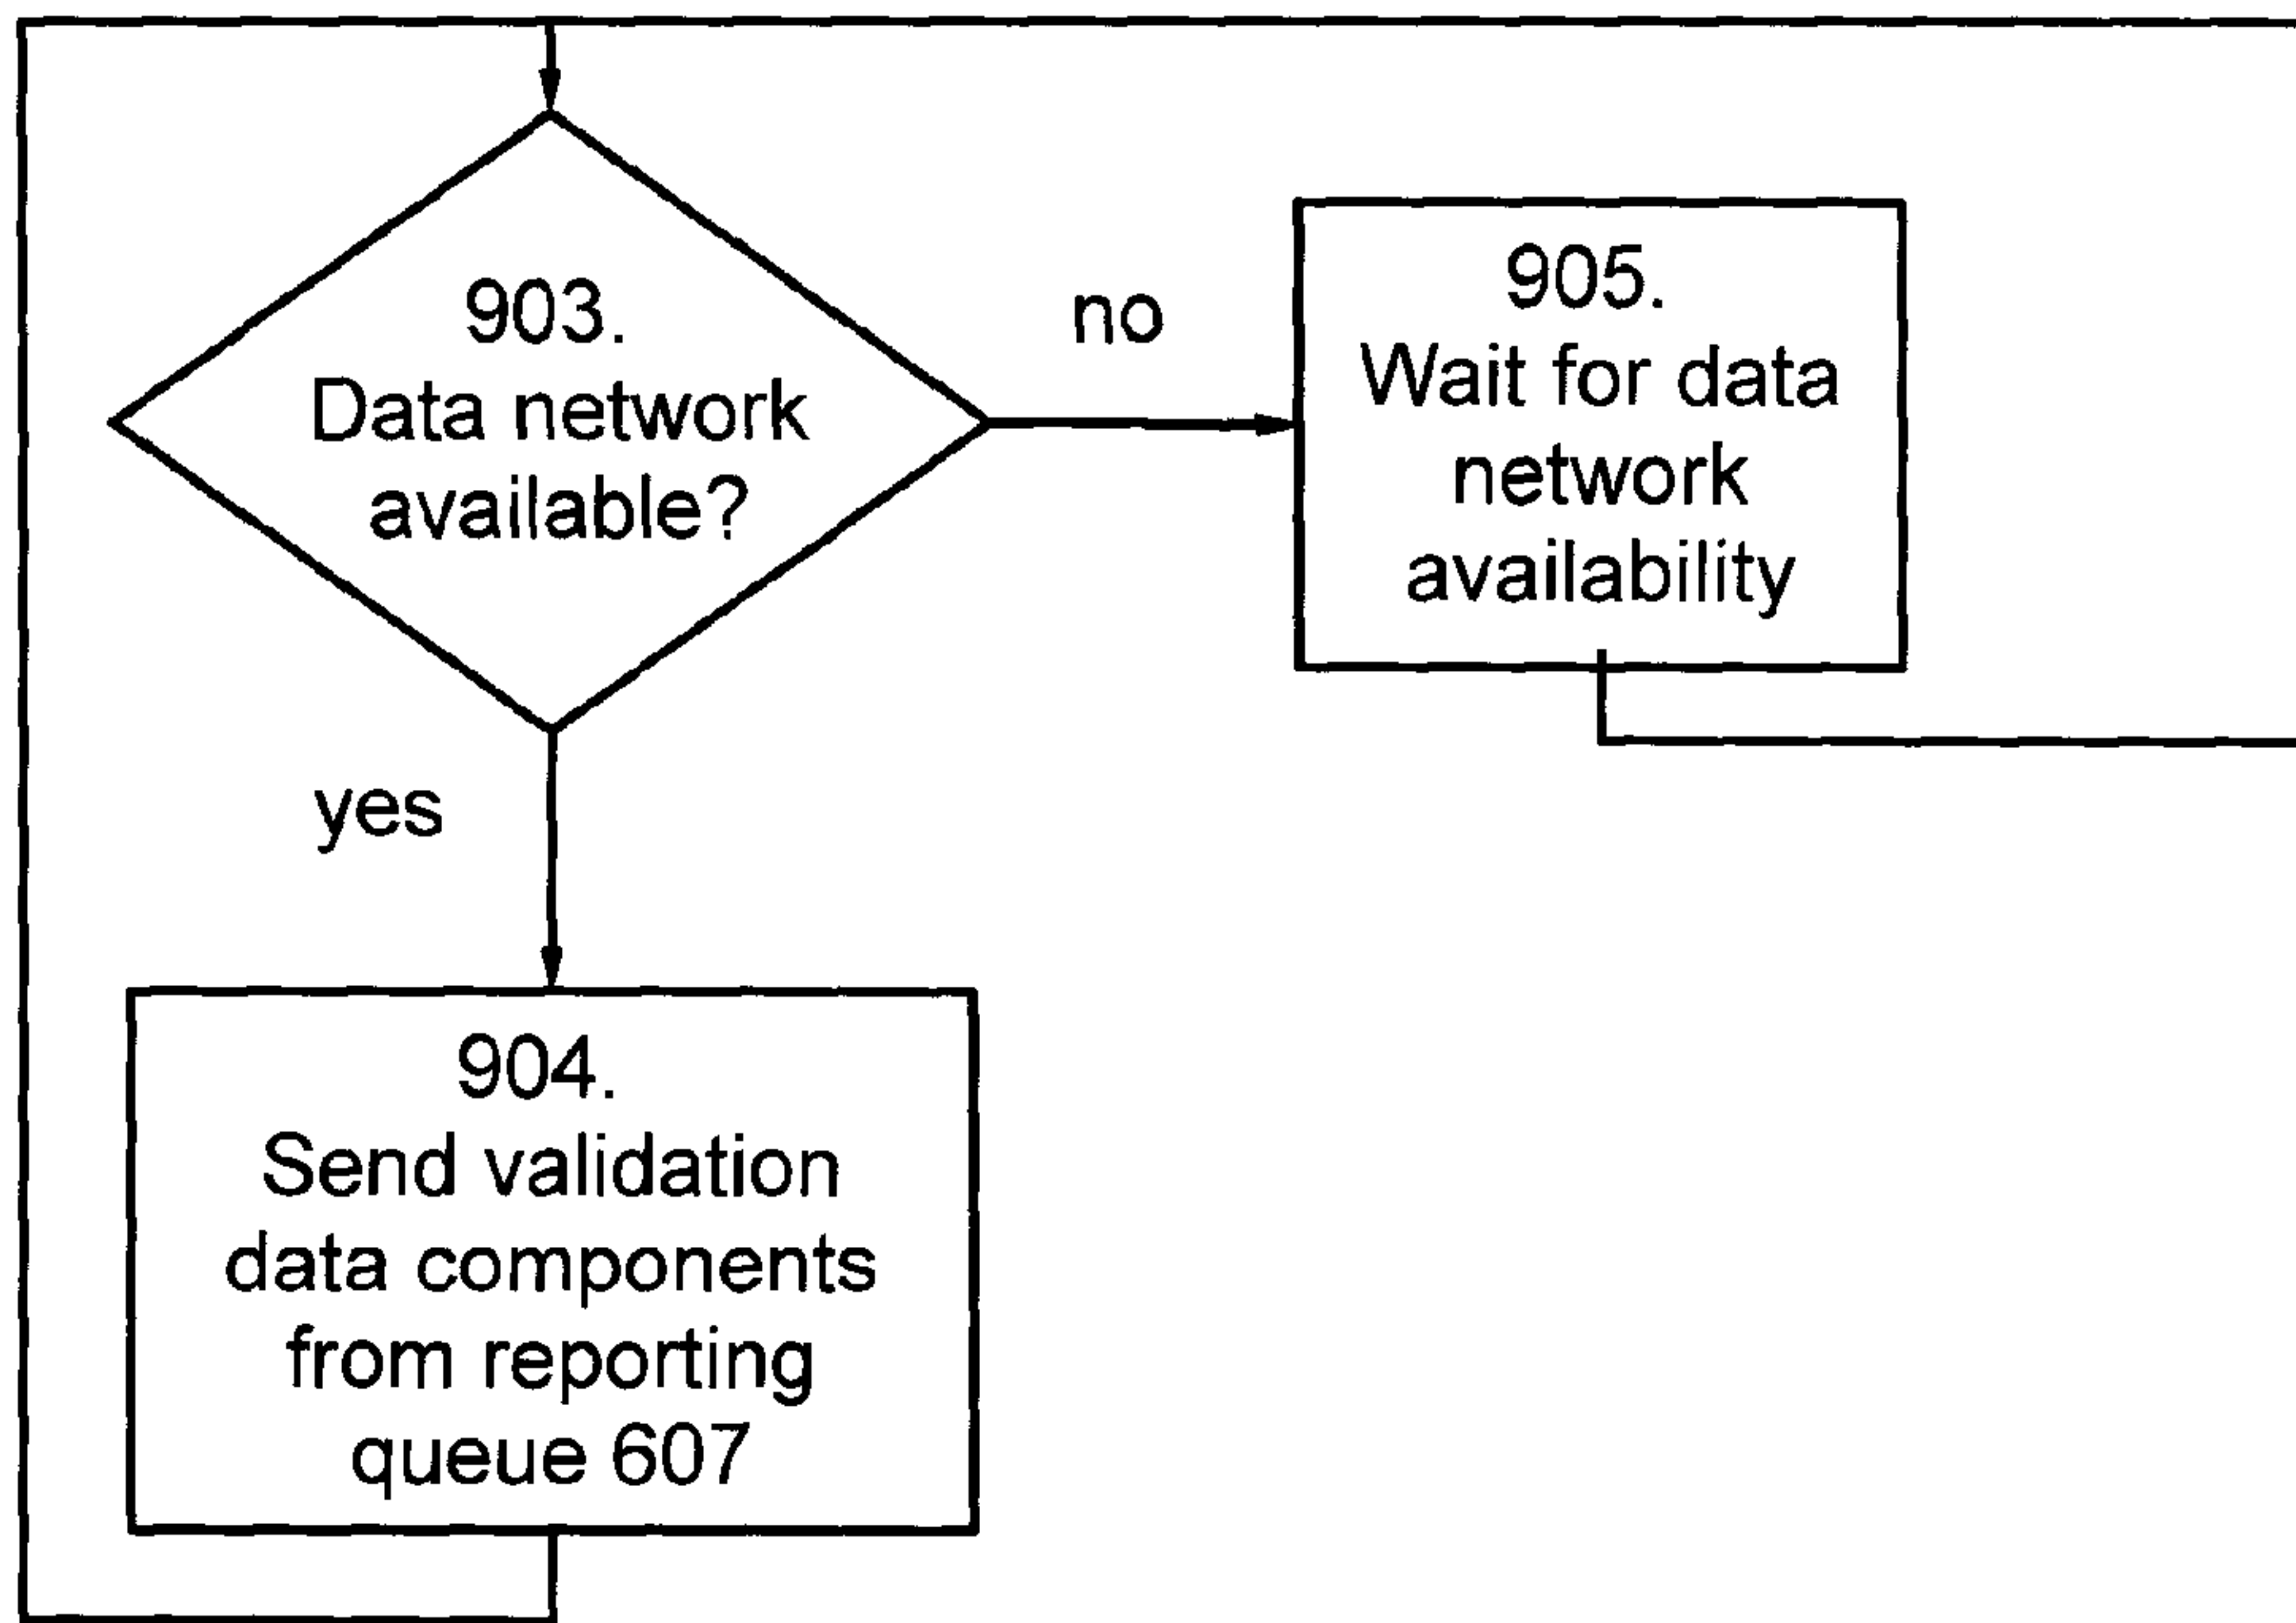 903.
Data network
available?
no
905.
Wait for data
network
availability
yes
904.
Send validation
data components
from reporting
queue 607